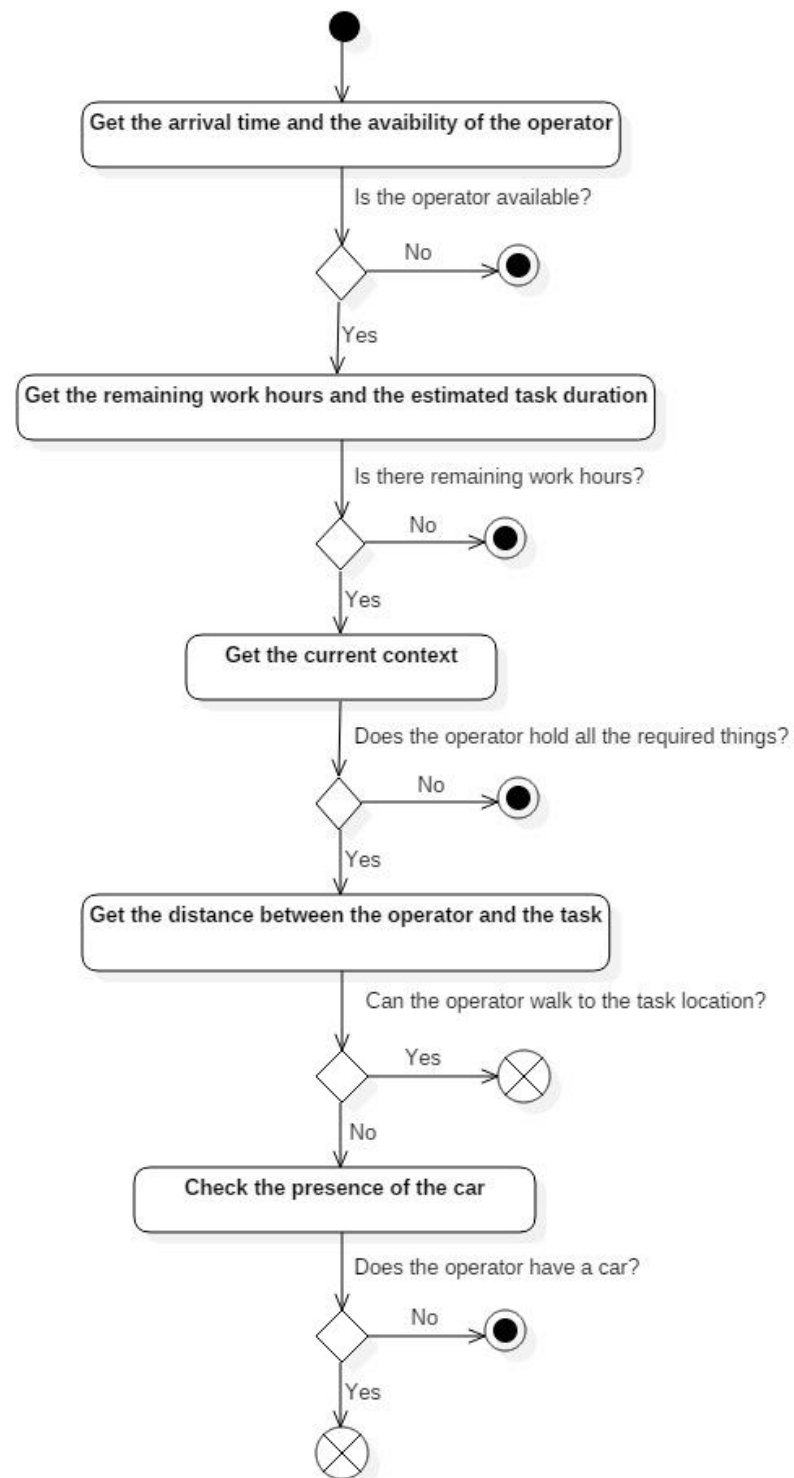 Get the arrival time and the avaibility of the operator
Is the operator available?
No
Yes
Get the remaining work hours and the estimated task duration
Is there remaining work hours?
No
Yes
Get the current context
Does the operator hold all the required things?
No
Yes
Get the distance between the operator and the task
Can the operator walk to the task location?
Yes
No
Check the presence of the car
Does the operator have a car?
No
Yes